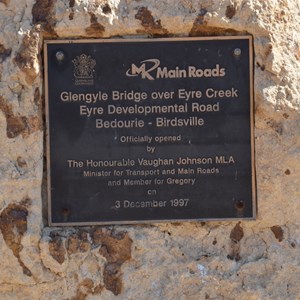 Main Roads
Glengyle Bridge over Eyre Creek
Eyre Developmental Road
Bedourie - Birdsville
Officially opened
by
The Honourable Vaughan Johnson MLA
Minister for Transport and Main Roads
and Member for Gregory
on
3 December 1997